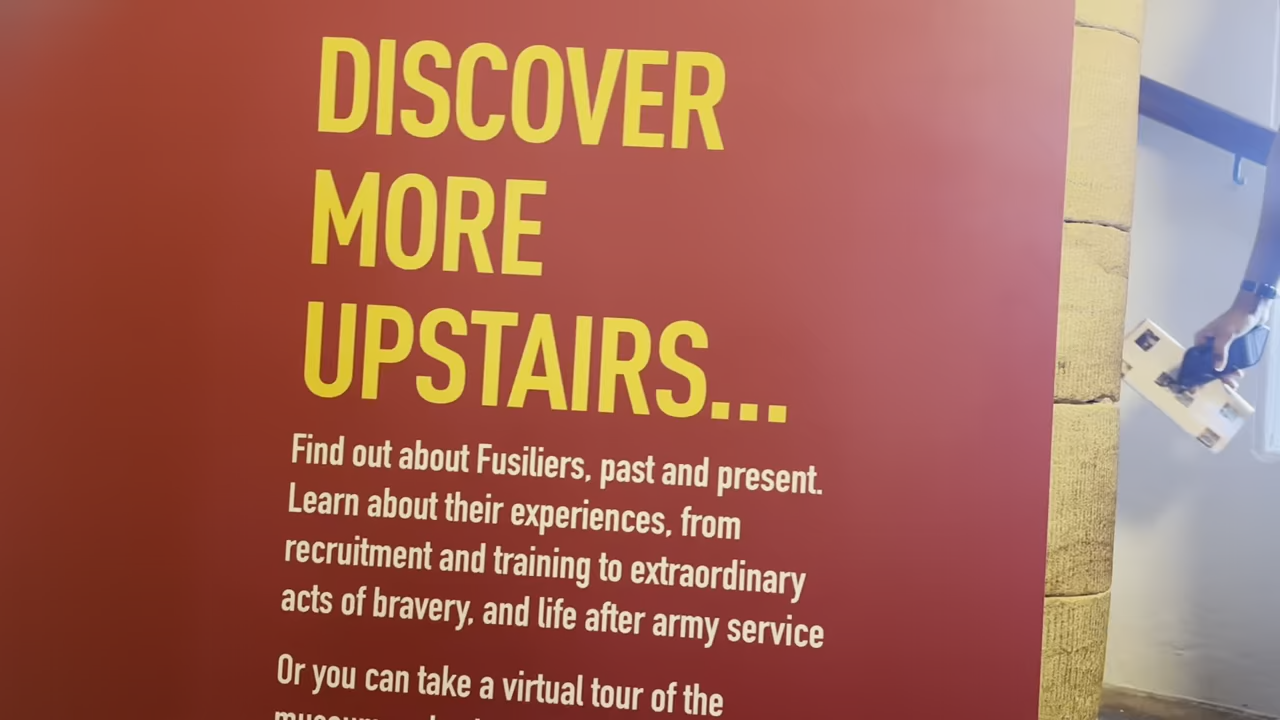 DISCOVER
MORE
UPSTAIRS...
Find out about Fusiliers, past and present.
Learn about their experiences, from
recruitment and training to extraordinary
acts of bravery, and life after army service
Or you can take a virtual tour of the